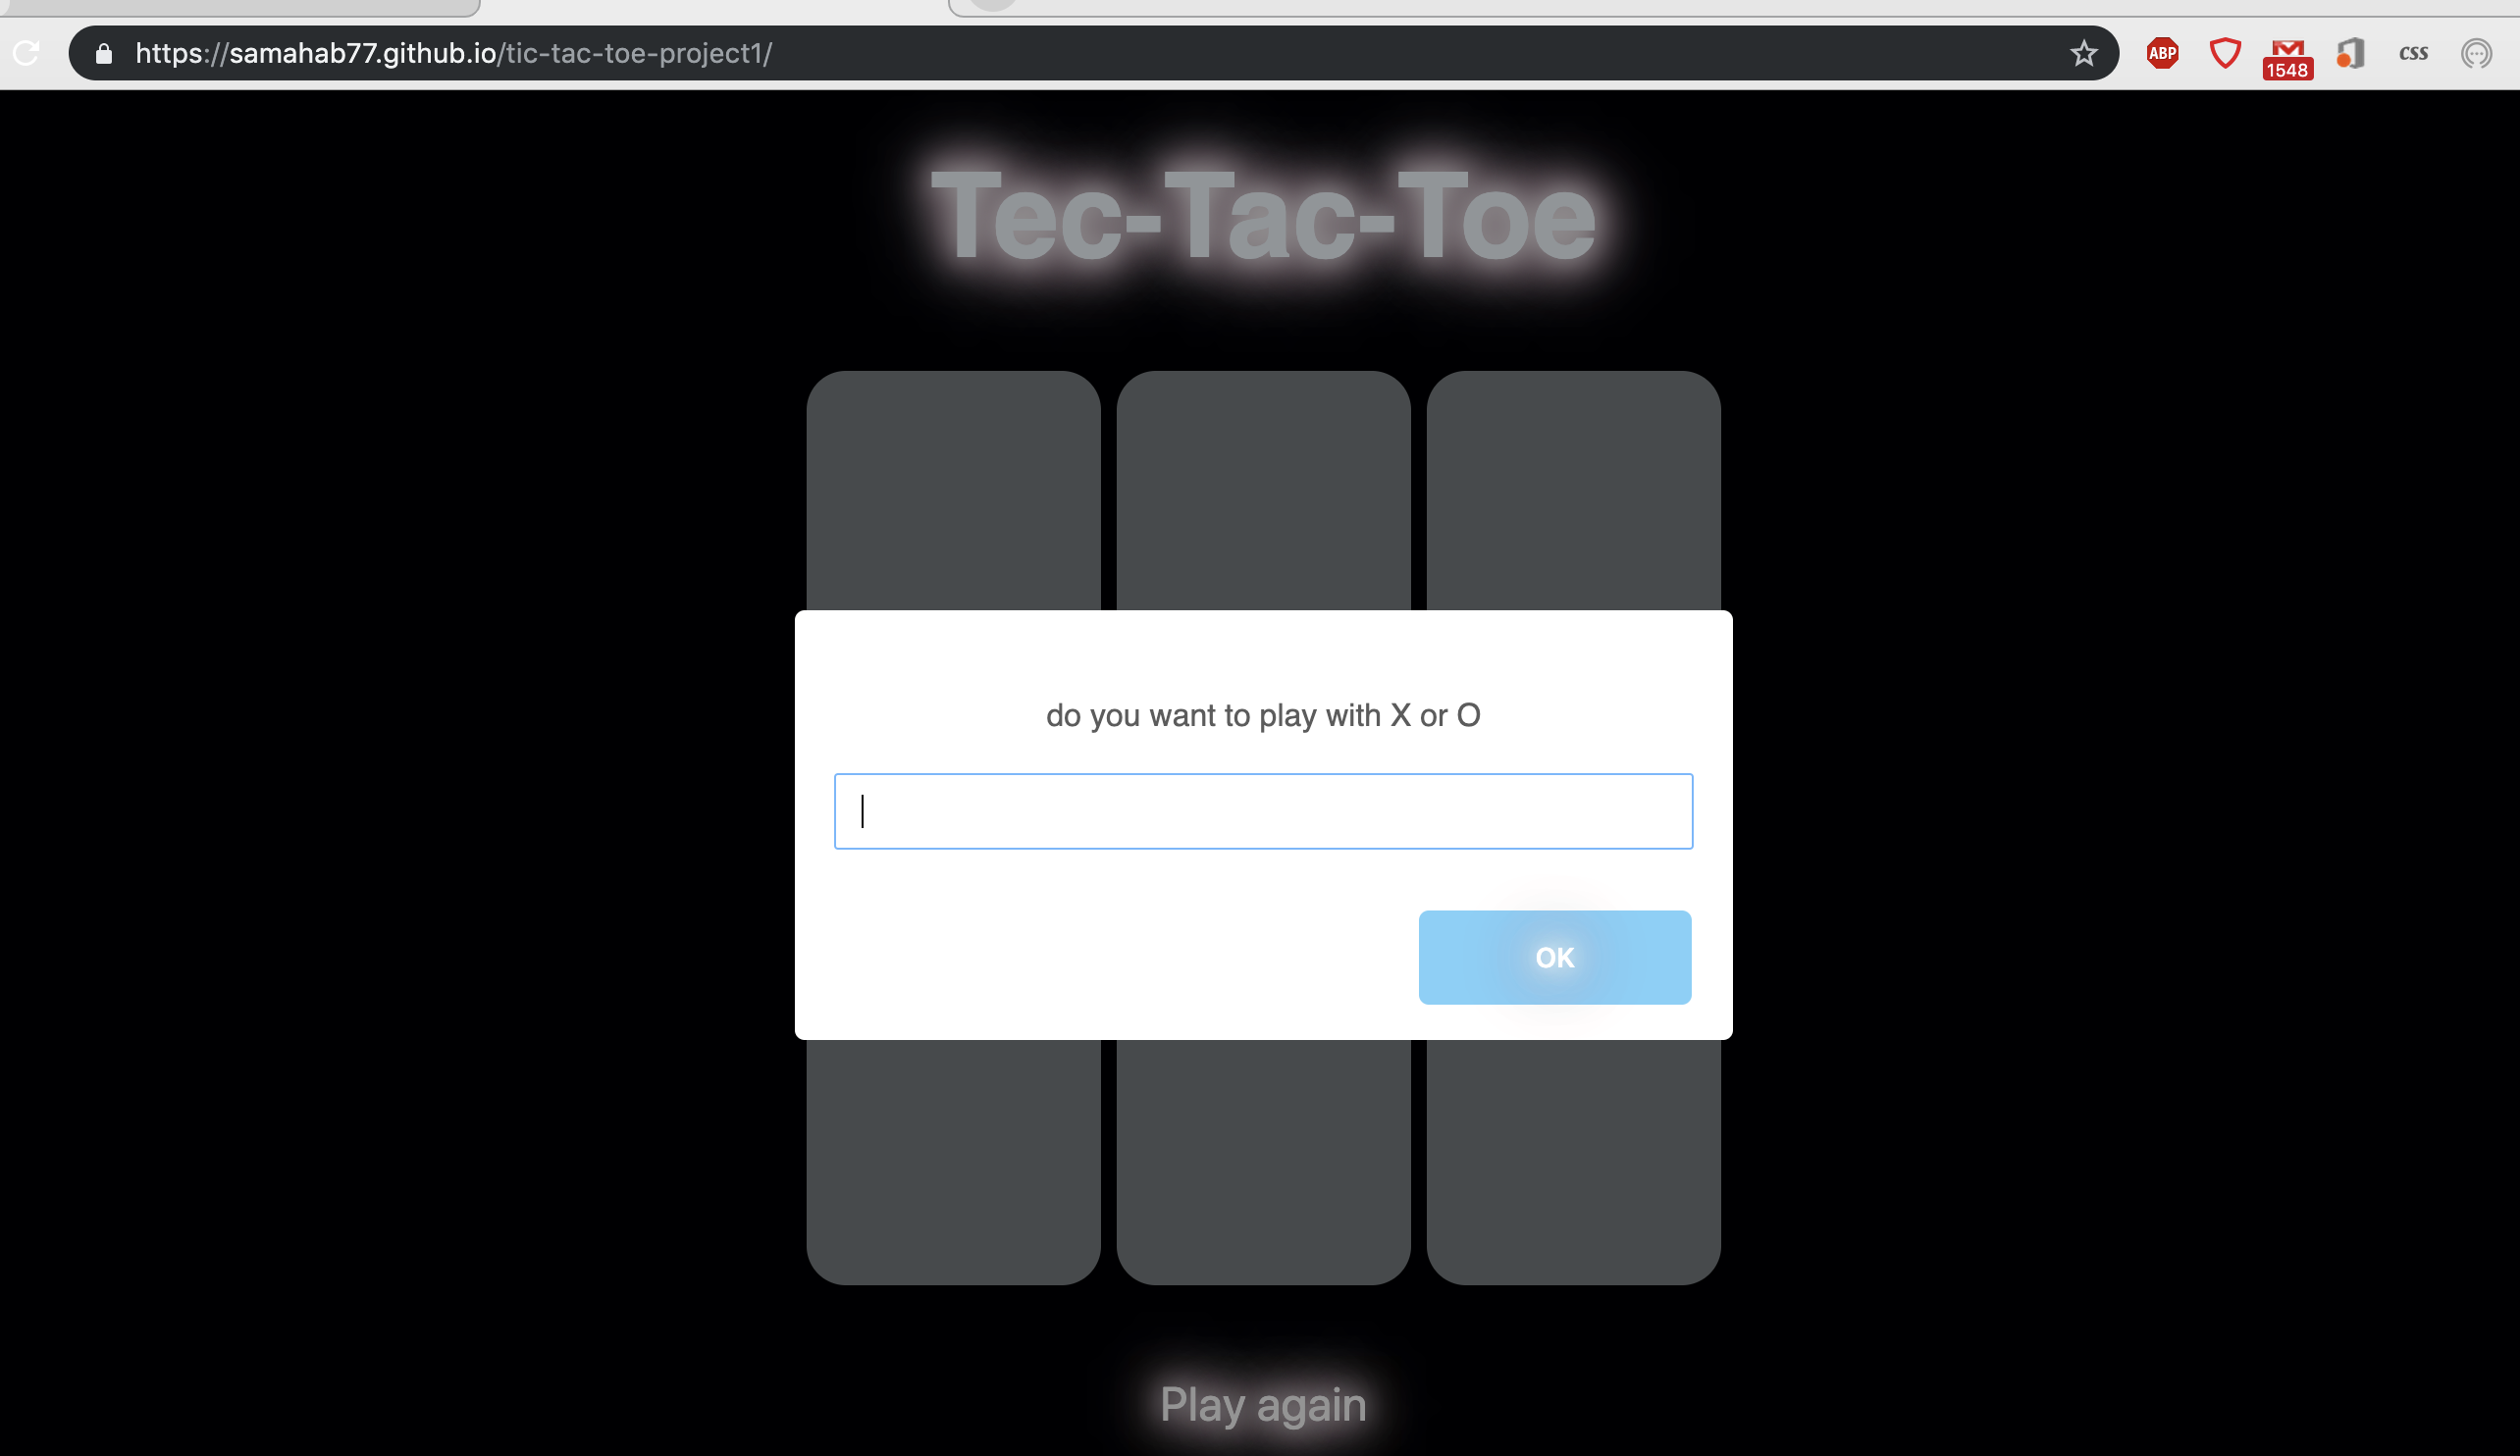 https://samahab77.github.io/tic-tac-toe-project1/
ABP
1548
css
Tec-Tac-Toe
do you want to play with X or O
OK
Play again